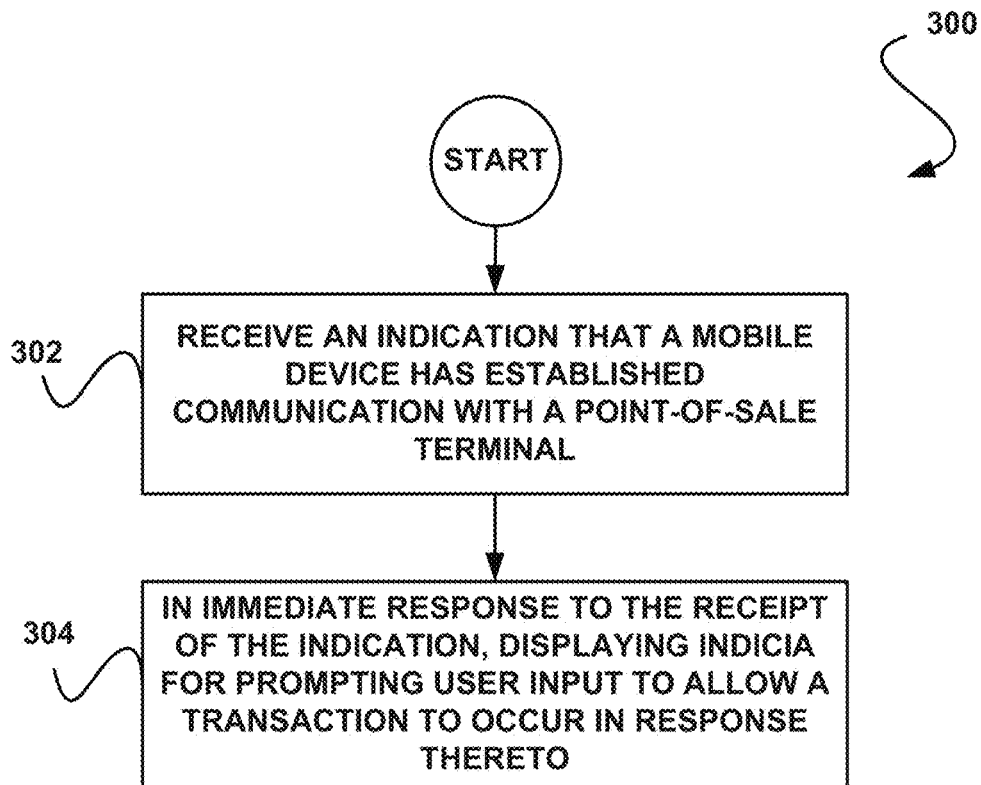 300
START
302
RECEIVE AN INDICATION THAT A MOBILE
DEVICE HAS ESTABLISHED
COMMUNICATION WITH A POINT-OF-SALE
TERMINAL
304
IN IMMEDIATE RESPONSE TO THE RECEIPT
OF THE INDICATION, DISPLAYING INDICIA
FOR PROMPTING USER INPUT TO ALLOW A
TRANSACTION TO OCCUR IN RESPONSE
THERETO